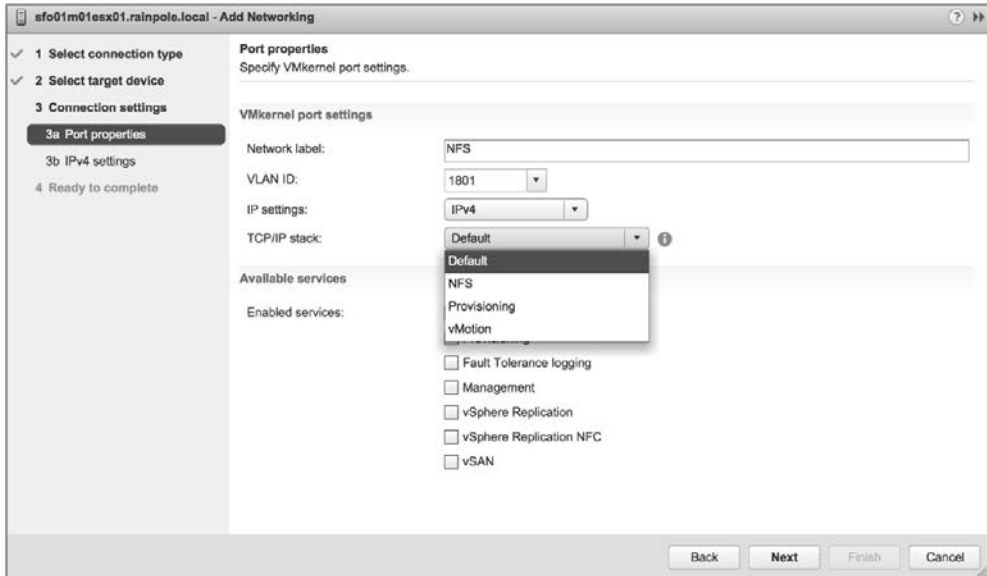 sfo01m01esx01.rainpole.local - Add Networking
1 Select connection type
2 Select target device
3 Connection settings
3a Port properties
3b IPv4 settings
4 Ready to complete
Port properties
Specify VMkernel port settings.
VMkernel port settings
Network label: NFS
VLAN ID: 1801
IP settings: IPv4
TCP/IP stack: Default
Default
NFS
Provisioning
vMotion
Available services
Enabled services:
Fault Tolerance logging
Management
vSphere Replication
vSphere Replication NFC
vSAN
Back Next Finish Cancel